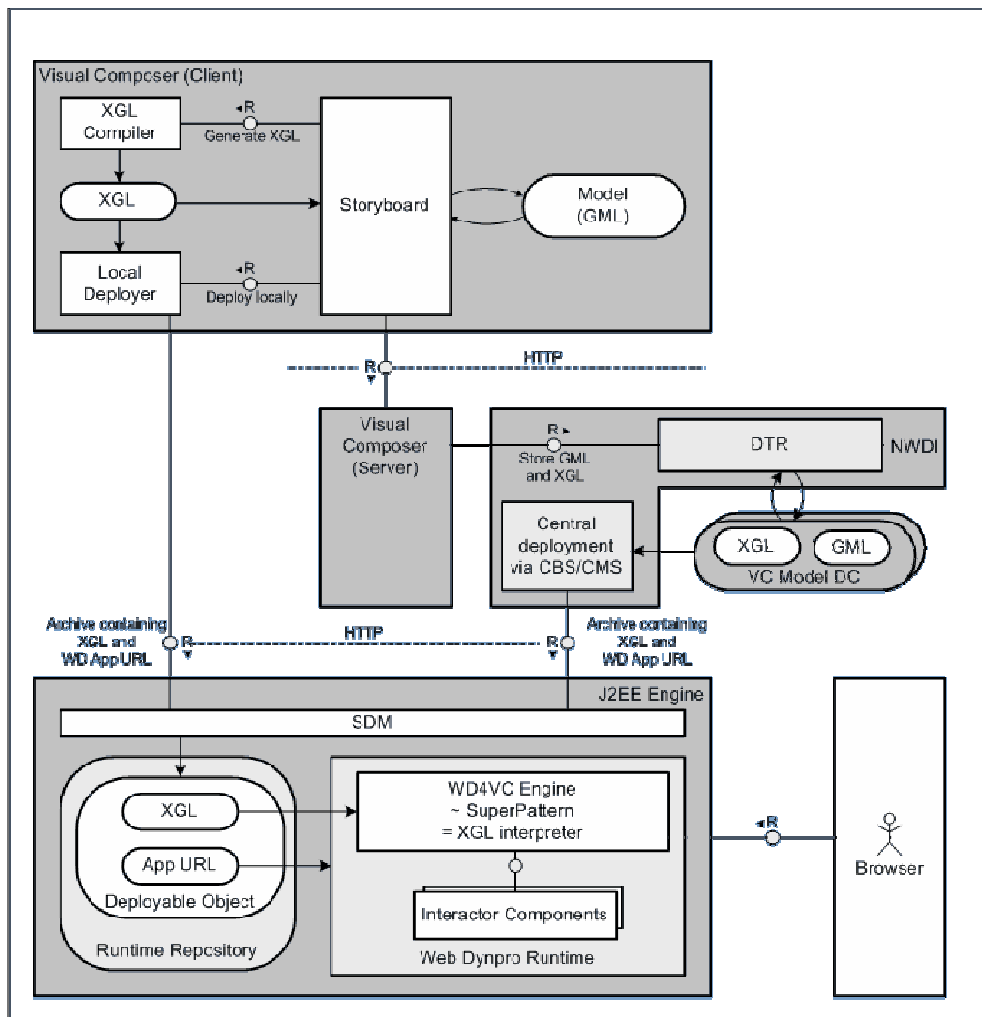 Visual Composer (Client)
XGL
Compiler
◄R
Generate XGL
XGL
Storyboard
Model
(GML)
Local
Deployer
◄R
Deploy locally
HTTP
R
▼
Visual
Composer
(Server)
R ►
Store GML
and XGL
DTR
NWDI
Central
deployment
via CBS/CMS
XGL
GML
VC Model DC
Archive containing
XGL and
WD App URL
R
▼
HTTP
R
▼
Archive containing
XGL and
WD App URL
J2EE Engine
SDM
XGL
App URL
Deployable Object
Runtime Repository
WD4VC Engine
~ SuperPattern
= XGL interpreter
Interactor Components
Web Dynpro Runtime
◄R
Browser